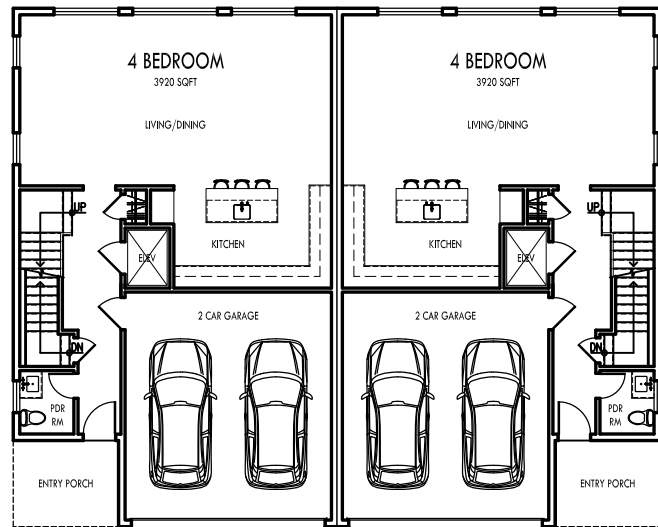 4 BEDROOM
3920 SQFT
LIVING/DINING
UP
ELEV
KITCHEN
2 CAR GARAGE
DN
PDR
RM
ENTRY PORCH
4 BEDROOM
3920 SQFT
LIVING/DINING
UP
KITCHEN
ELEV
2 CAR GARAGE
DN
PDR
RM
ENTRY PORCH